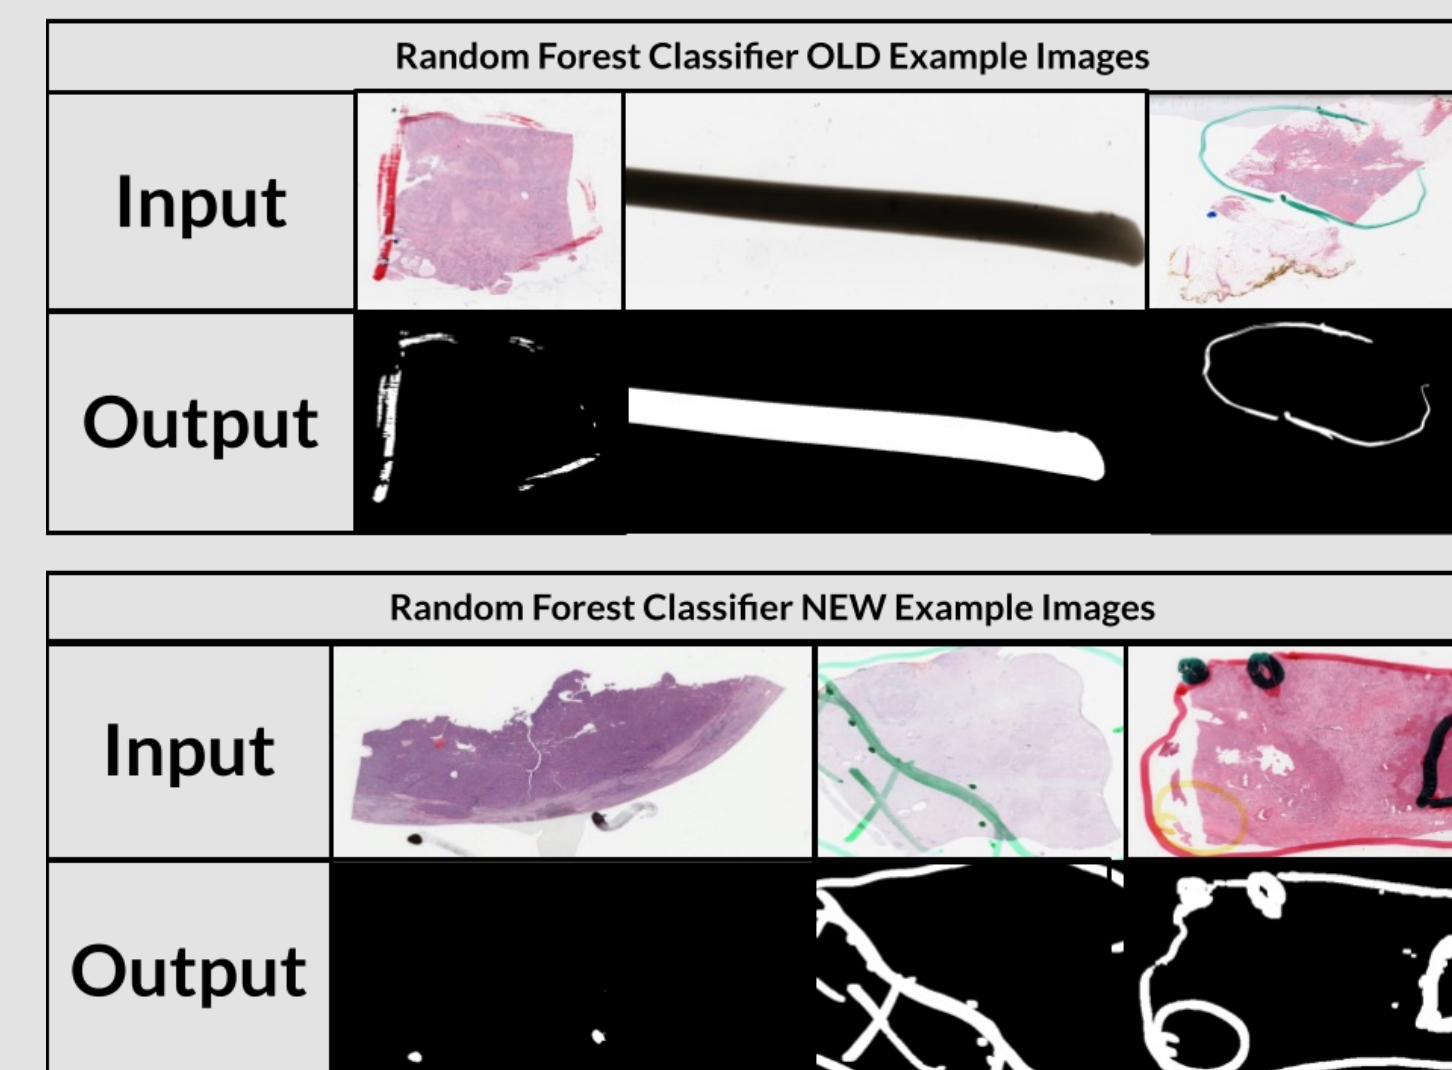 Random Forest Classifier OLD Example Images
Input
Output
Random Forest Classifier NEW Example Images
Input
Output